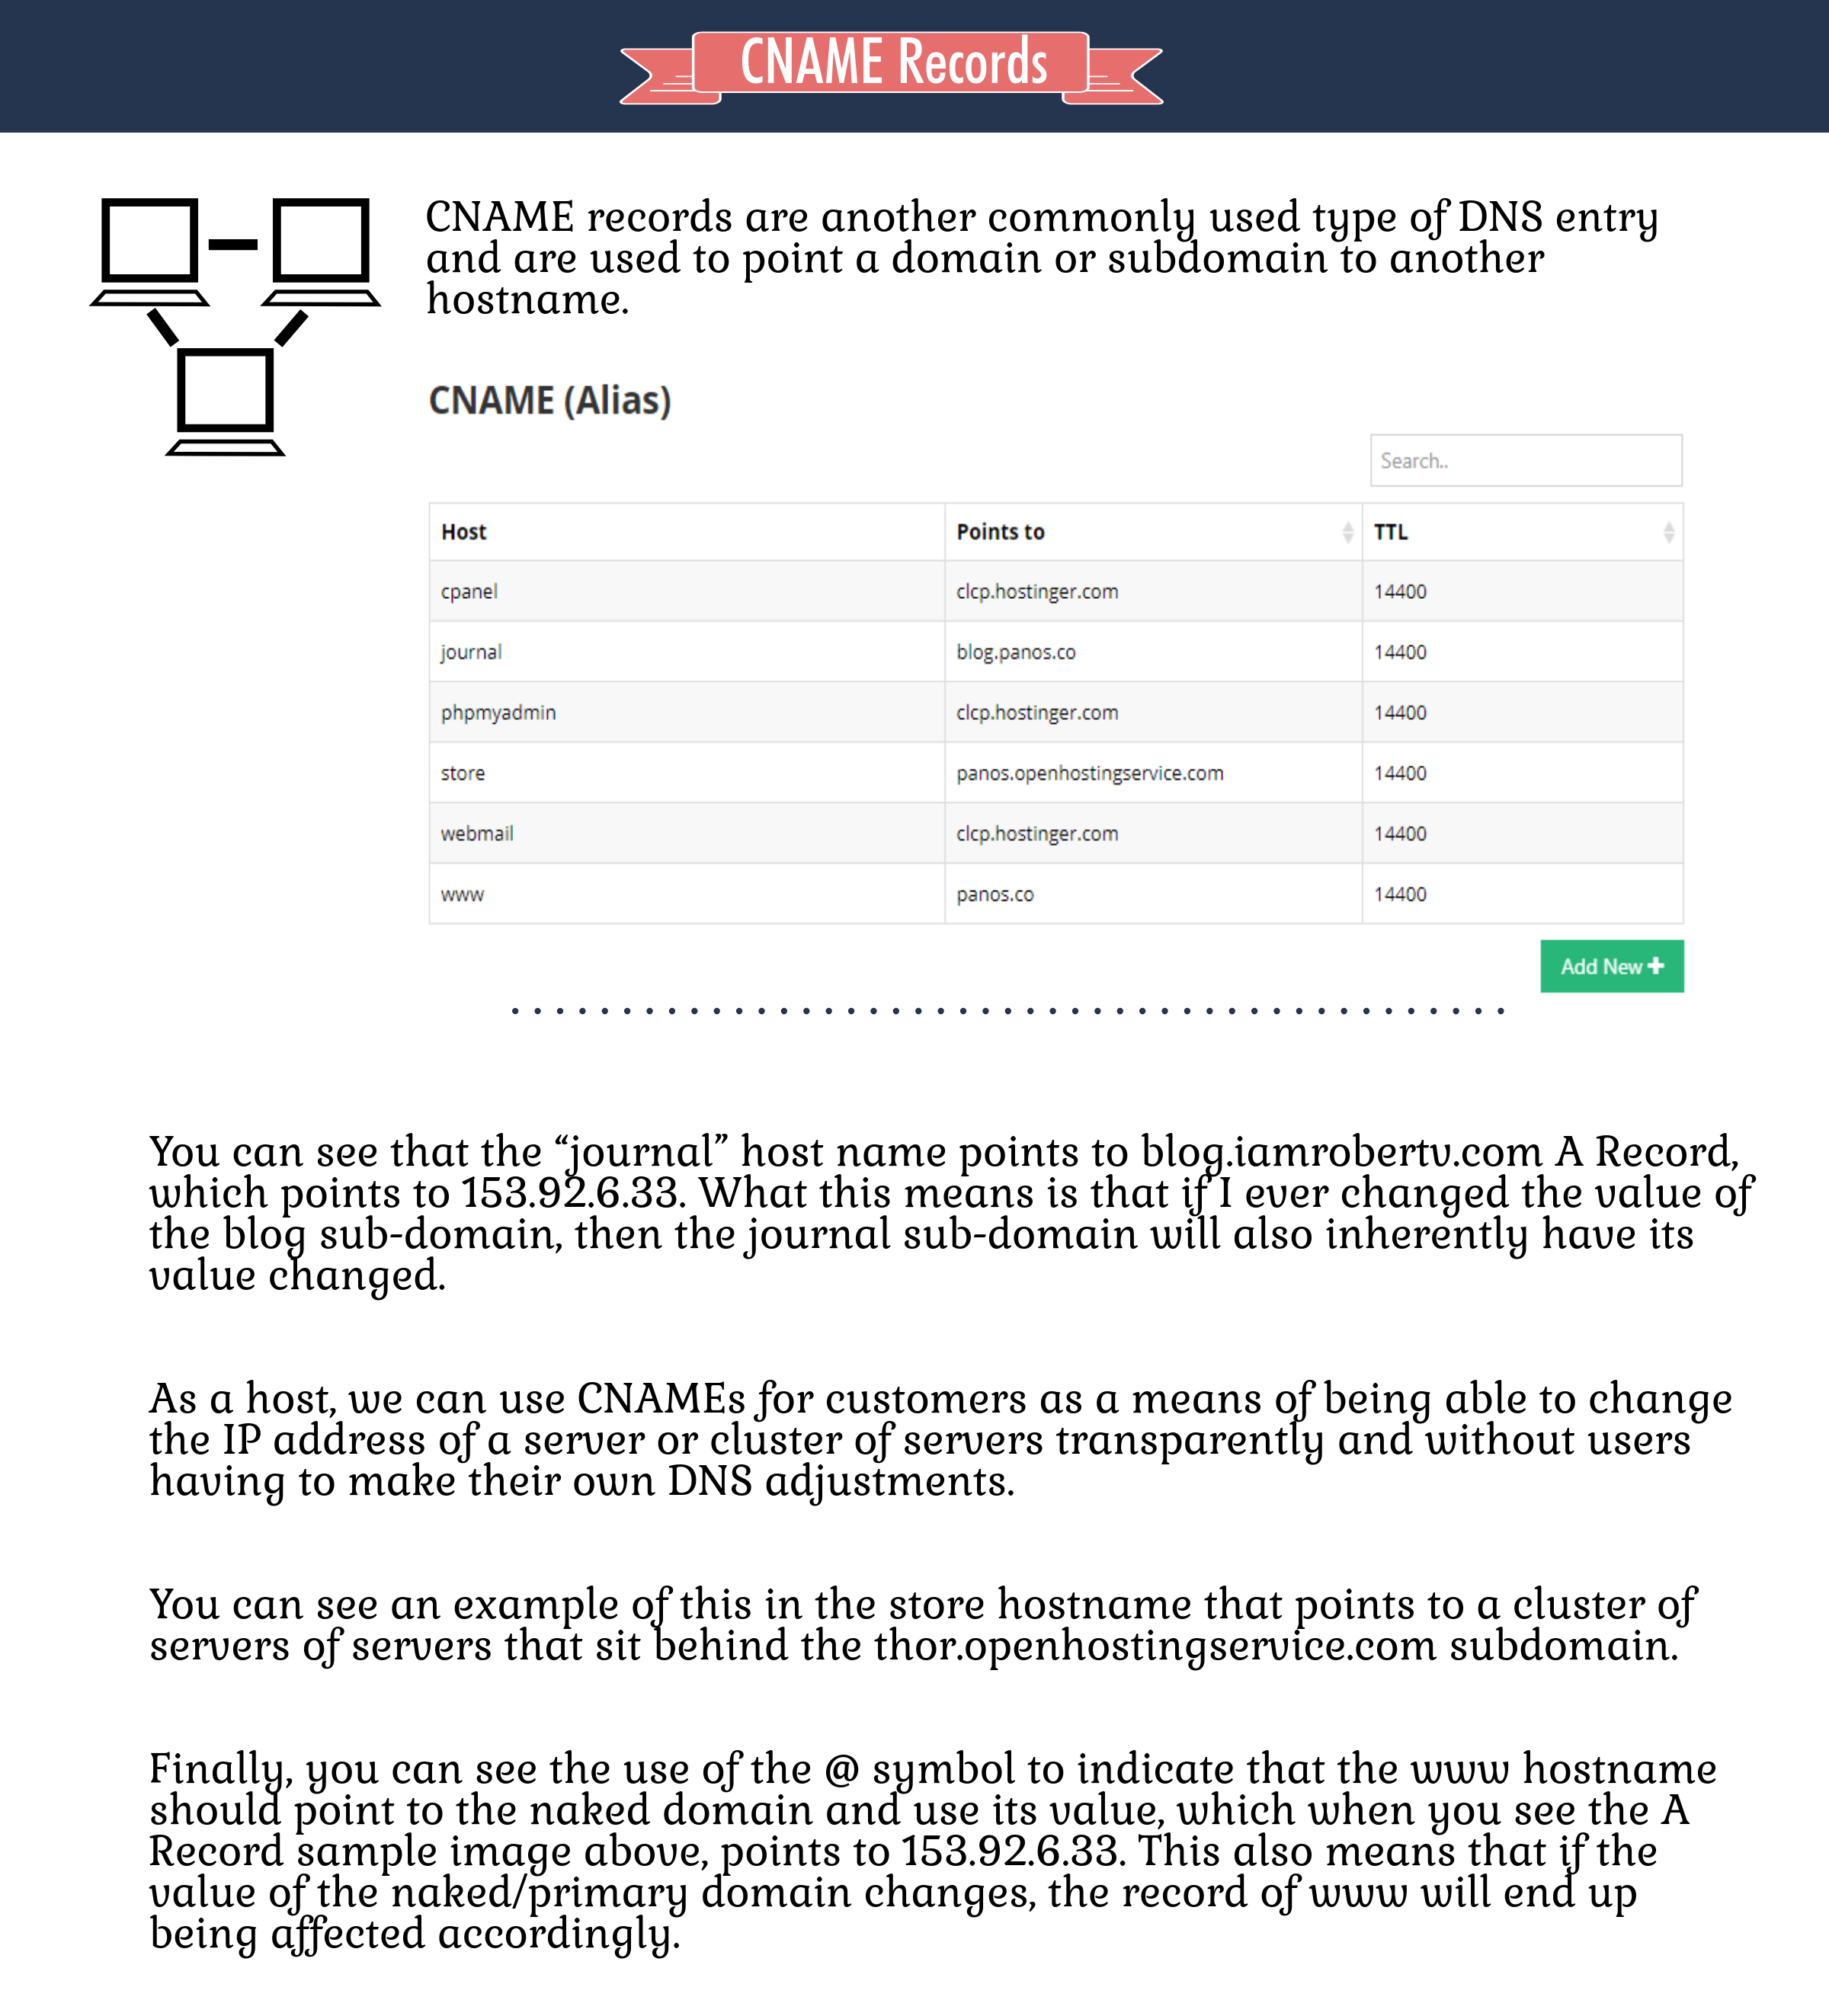 CNAME Records
CNAME records are another commonly used type of DNS entry
and are used to point a domain or subdomain to another
hostname.
CNAME (Alias)
Search..
Host Points to TTL
cpanel clcp.hostinger.com 14400
journal blog.panos.co 14400
phpmyadmin clcp.hostinger.com 14400
store panos.openhostingservice.com 14400
webmail clcp.hostinger.com 14400
www panos.co 14400
Add New +
You can see that the “journal” host name points to blog.iamrobertv.com A Record,
which points to 153.92.6.33. What this means is that if I ever changed the value of
the blog sub-domain, then the journal sub-domain will also inherently have its
value changed.
As a host, we can use CNAMEs for customers as a means of being able to change
the IP address of a server or cluster of servers transparently and without users
having to make their own DNS adjustments.
You can see an example of this in the store hostname that points to a cluster of
servers of servers that sit behind the thor.openhostingservice.com subdomain.
Finally, you can see the use of the @ symbol to indicate that the www hostname
should point to the naked domain and use its value, which when you see the A
Record sample image above, points to 153.92.6.33. This also means that if the
value of the naked/primary domain changes, the record of www will end up
being affected accordingly.